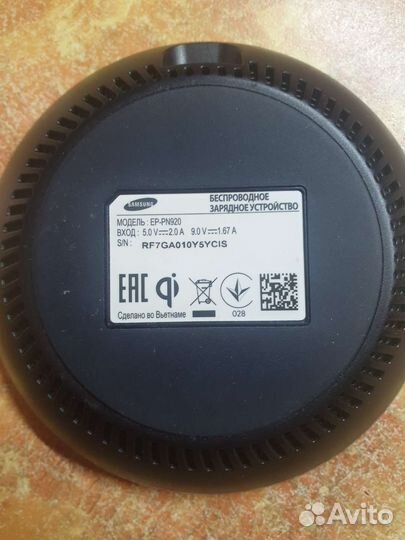 SAMSUNG
БЕСПРОВОДНОЕ
ЗАРЯДНОЕ УСТРОЙСТВО
МОДЕЛЬ : EP-PN920
ВХОД : 5.0 V⎓2.0 A 9.0 V⎓1.67 A
S/N : RF7GA010Y5YCIS
EAC qi
028
Сделано во Вьетнаме
Avito